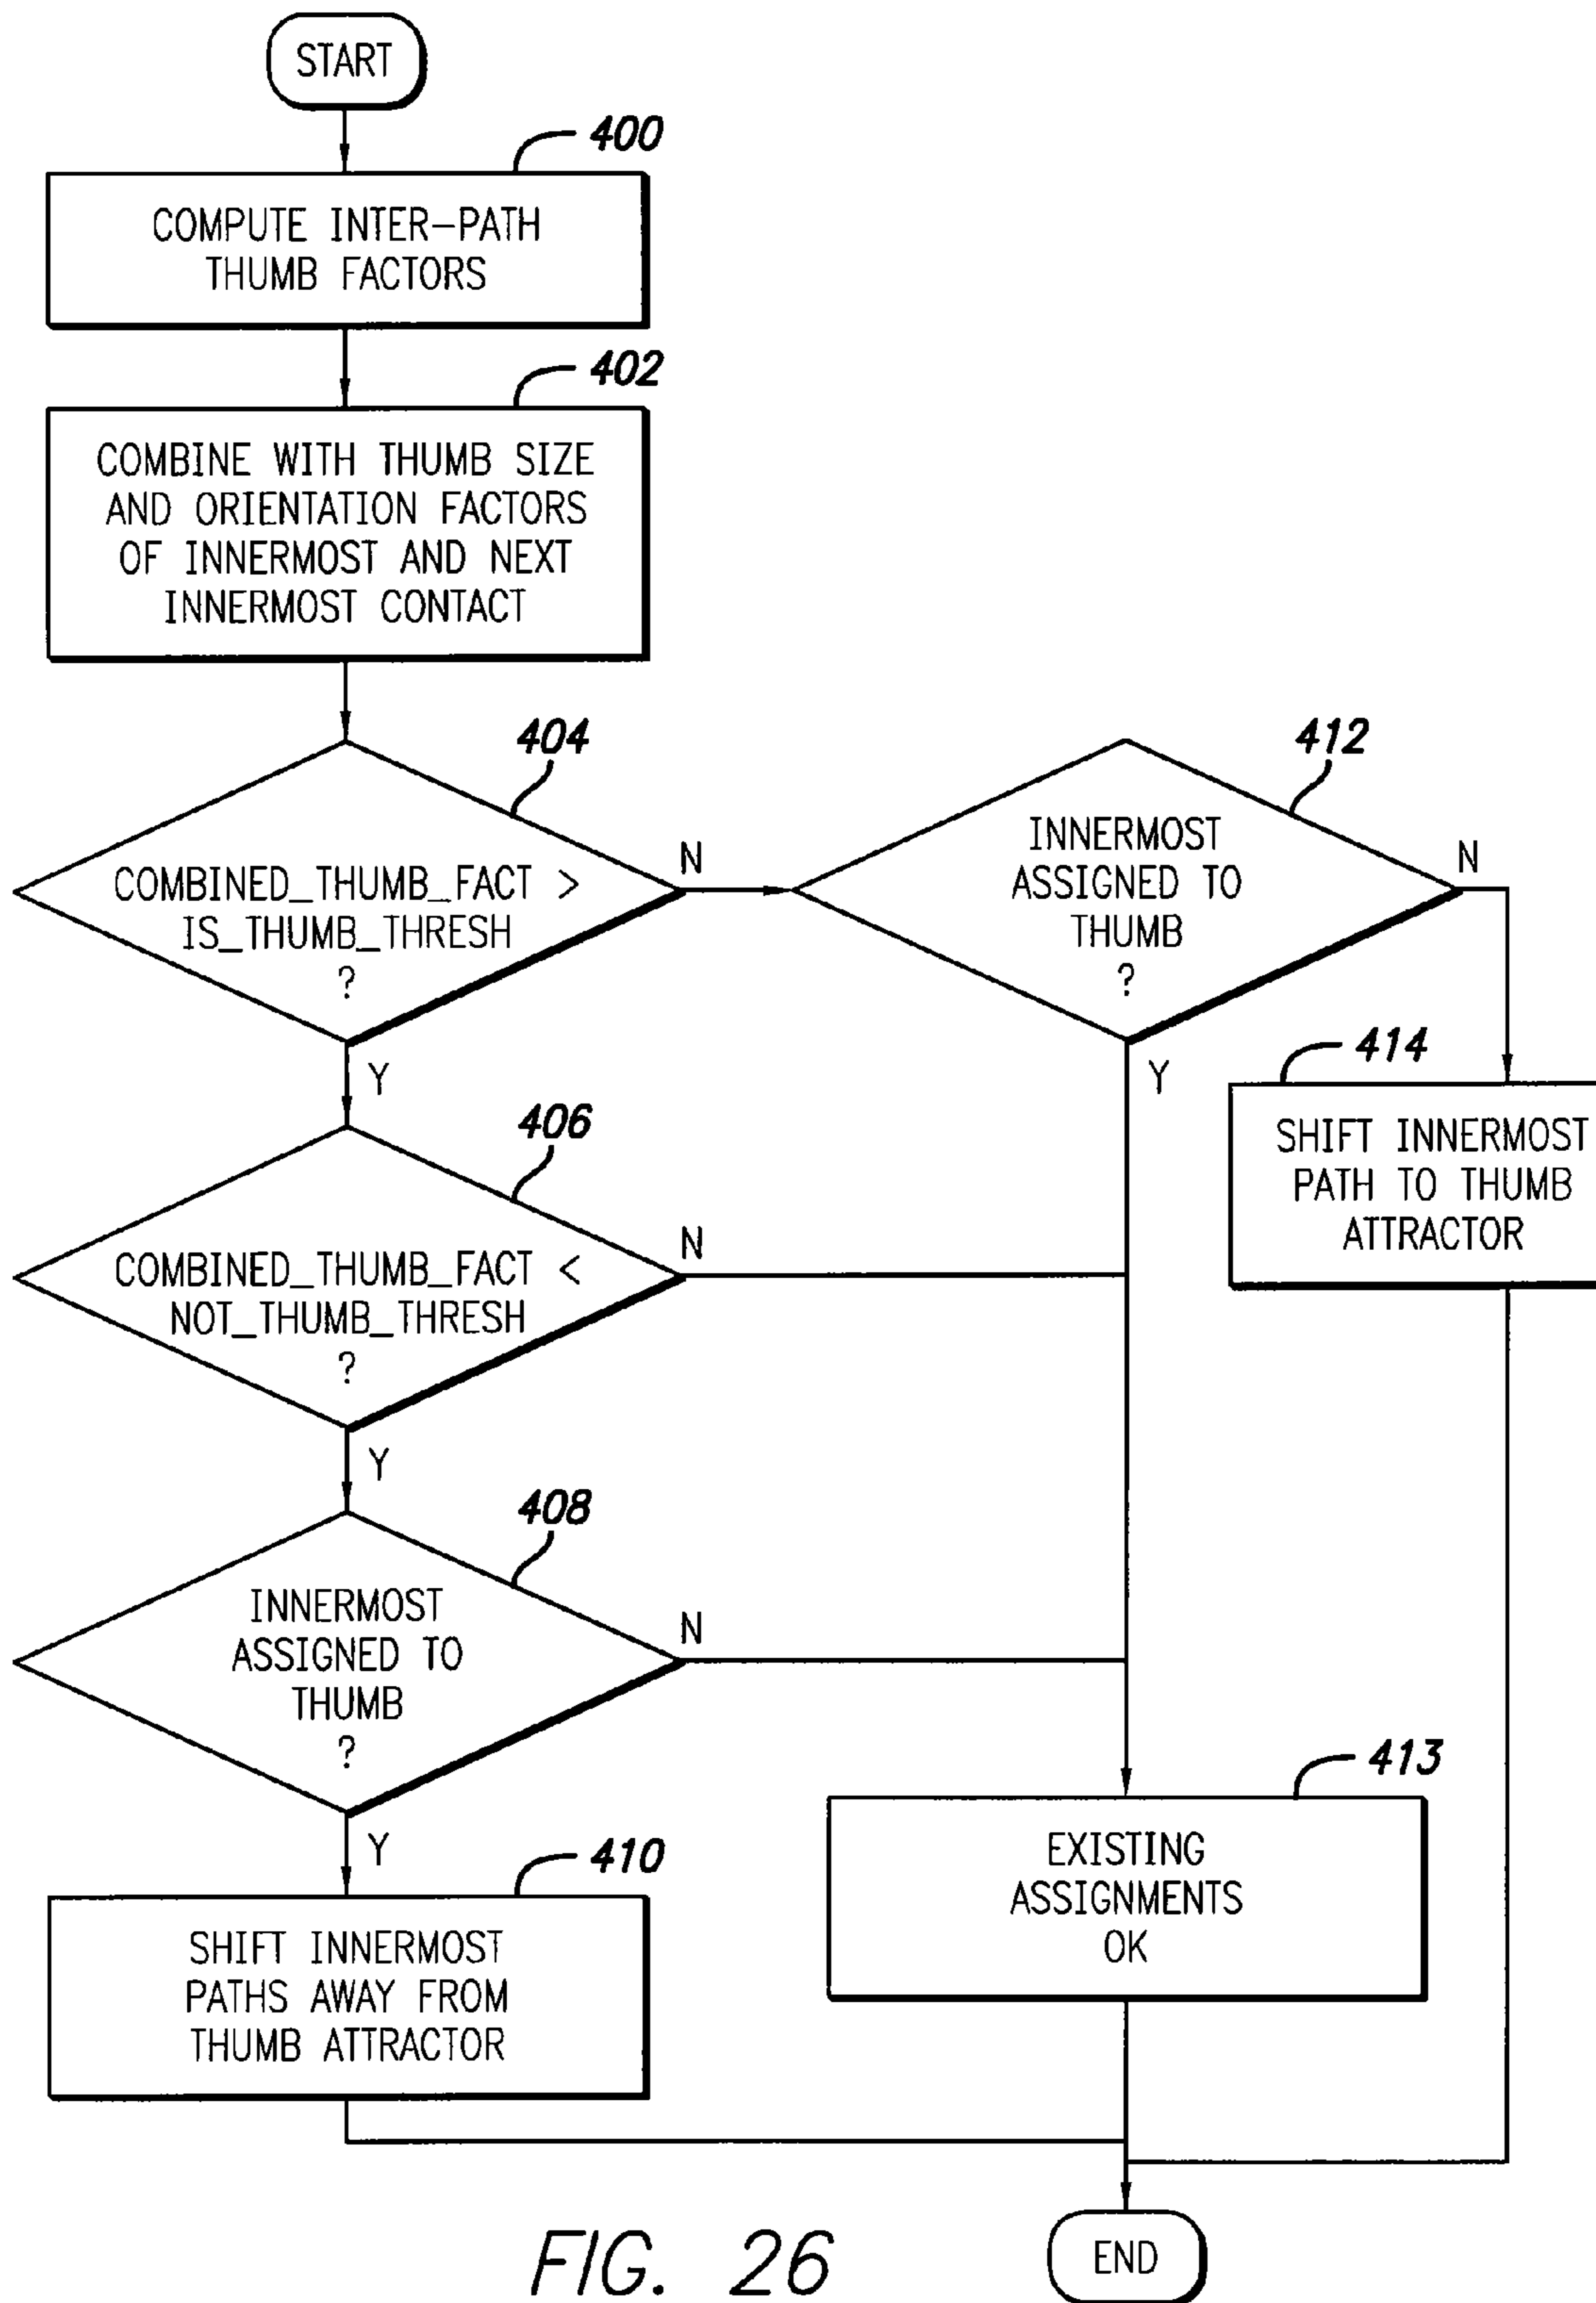 START
400
COMPUTE INTER-PATH
THUMB FACTORS
402
COMBINE WITH THUMB SIZE
AND ORIENTATION FACTORS
OF INNERMOST AND NEXT
INNERMOST CONTACT
404
COMBINED_THUMB_FACT >
IS_THUMB_THRESH
?
N
Y
412
INNERMOST
ASSIGNED TO
THUMB
?
N
Y
414
SHIFT INNERMOST
PATH TO THUMB
ATTRACTOR
406
COMBINED_THUMB_FACT <
NOT_THUMB_THRESH
?
N
Y
408
INNERMOST
ASSIGNED TO
THUMB
?
N
Y
410
SHIFT INNERMOST
PATHS AWAY FROM
THUMB ATTRACTOR
413
EXISTING
ASSIGNMENTS
OK
END
FIG. 26